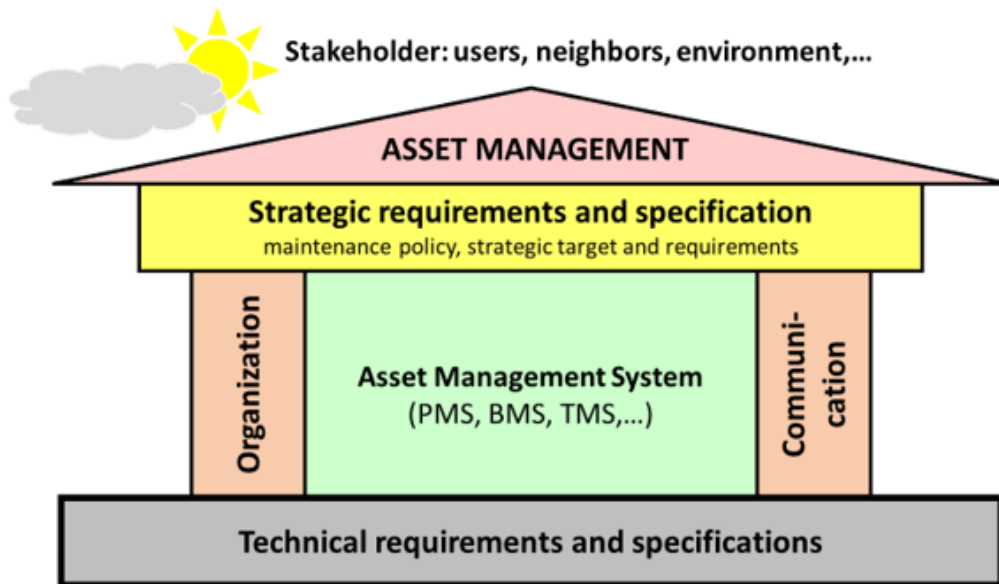 Stakeholder: users, neighbors, environment,...
ASSET MANAGEMENT
Strategic requirements and specification
maintenance policy, strategic target and requirements
Organization
Asset Management System
(PMS, BMS, TMS,...)
Communi-
cation
Technical requirements and specifications